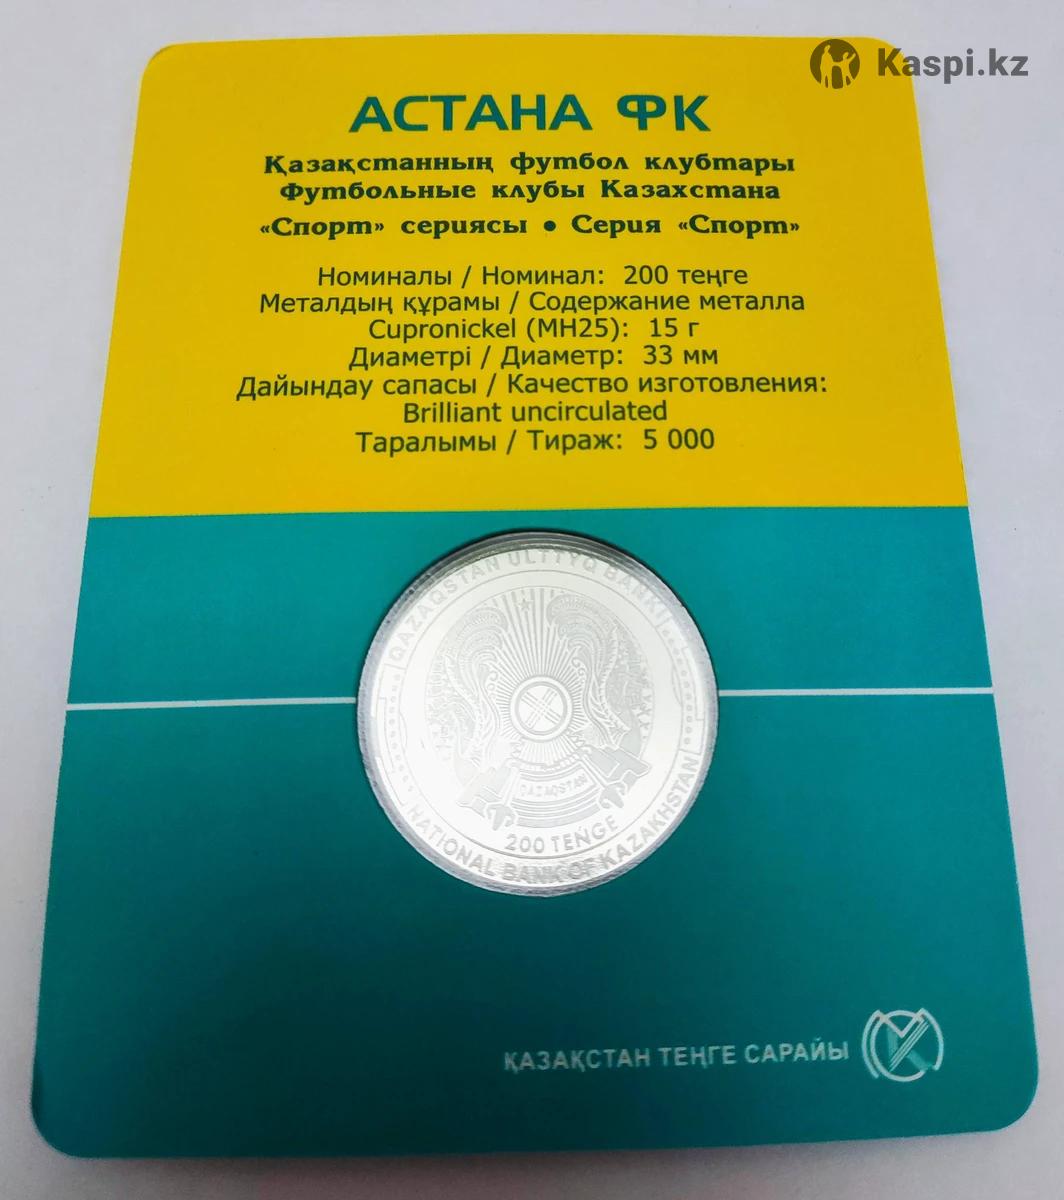 Kaspi.kz
АСТАНА ФК
Қазақстанның футбол клубтары
Футбольные клубы Казахстана
«Спорт» сериясы • Серия «Спорт»
Номиналы / Номинал: 200 теңге
Металдың құрамы / Содержание металла
Cupronickel (МН25): 15 г
Диаметрі / Диаметр: 33 мм
Дайындау сапасы / Качество изготовления:
Brilliant uncirculated
Таралымы / Тираж: 5 000
QAZAQSTAN ULTTYQ BANKI
QAZAQSTAN
200 TEŃGE
NATIONAL BANK OF KAZAKHSTAN
ҚАЗАҚСТАН ТЕҢГЕ САРАЙЫ